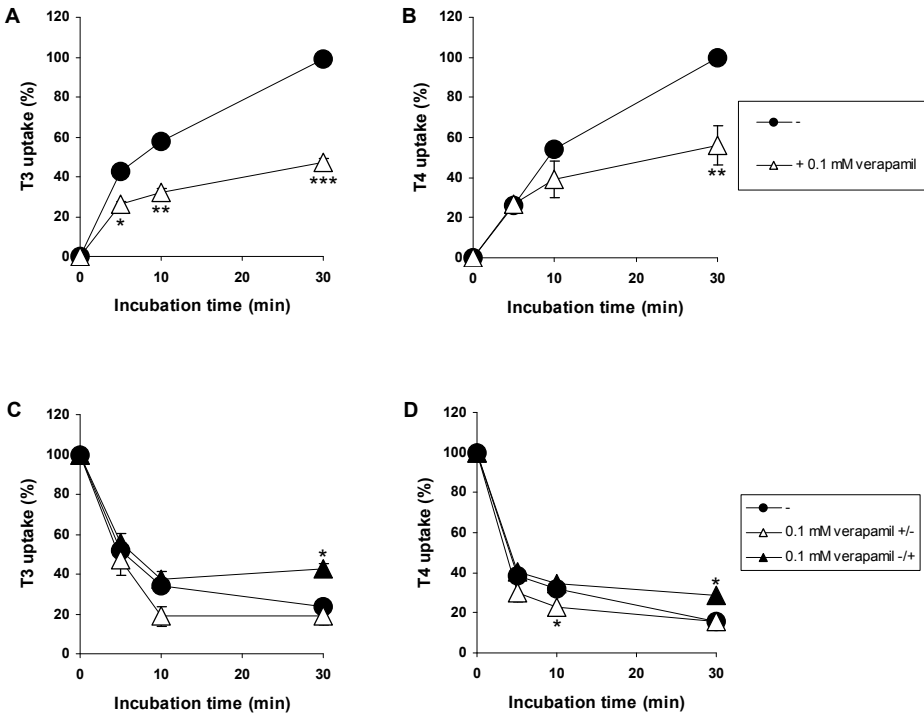 A
T3 uptake (%)
120
100
80
60
40
20
0
*
**
***
0 10 20 30
Incubation time (min)
B
T4 uptake (%)
120
100
80
60
40
20
0
**
0 10 20 30
Incubation time (min)
-
+ 0.1 mM verapamil
C
T3 uptake (%)
120
100
80
60
40
20
0
*
0 10 20 30
Incubation time (min)
D
T4 uptake (%)
120
100
80
60
40
20
0
*
*
0 10 20 30
Incubation time (min)
-
0.1 mM verapamil +/-
0.1 mM verapamil -/+